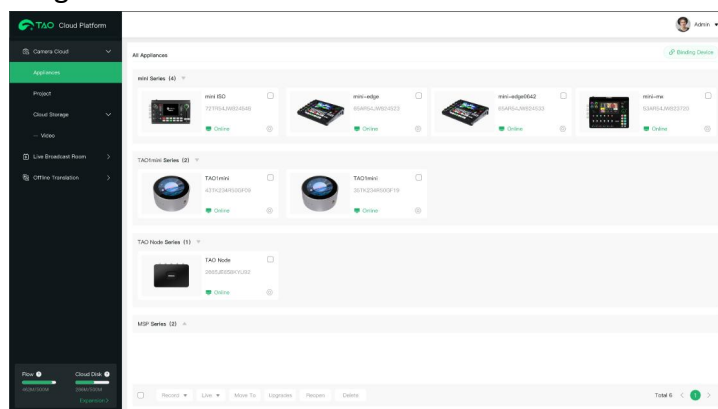 TAO Cloud Platform
Admin
Camera Cloud
Appliances
Project
Cloud Storage
— Video
Live Broadcast Room
Offline Translation
Flow
Cloud Disk
Expansion >
All Appliances
Binding Device
mini Series (4)
mini ISO
Online
mini-edge
Online
mini-edge0642
Online
mini-mx
Online
TAO1mini Series (2)
TAO1mini
Online
TAO1mini
Online
TAO Node Series (1)
TAO Node
Online
MSP Series (2)
Record
Live
Move To
Upgrades
Reopen
Delete
Total 6
< 1 >